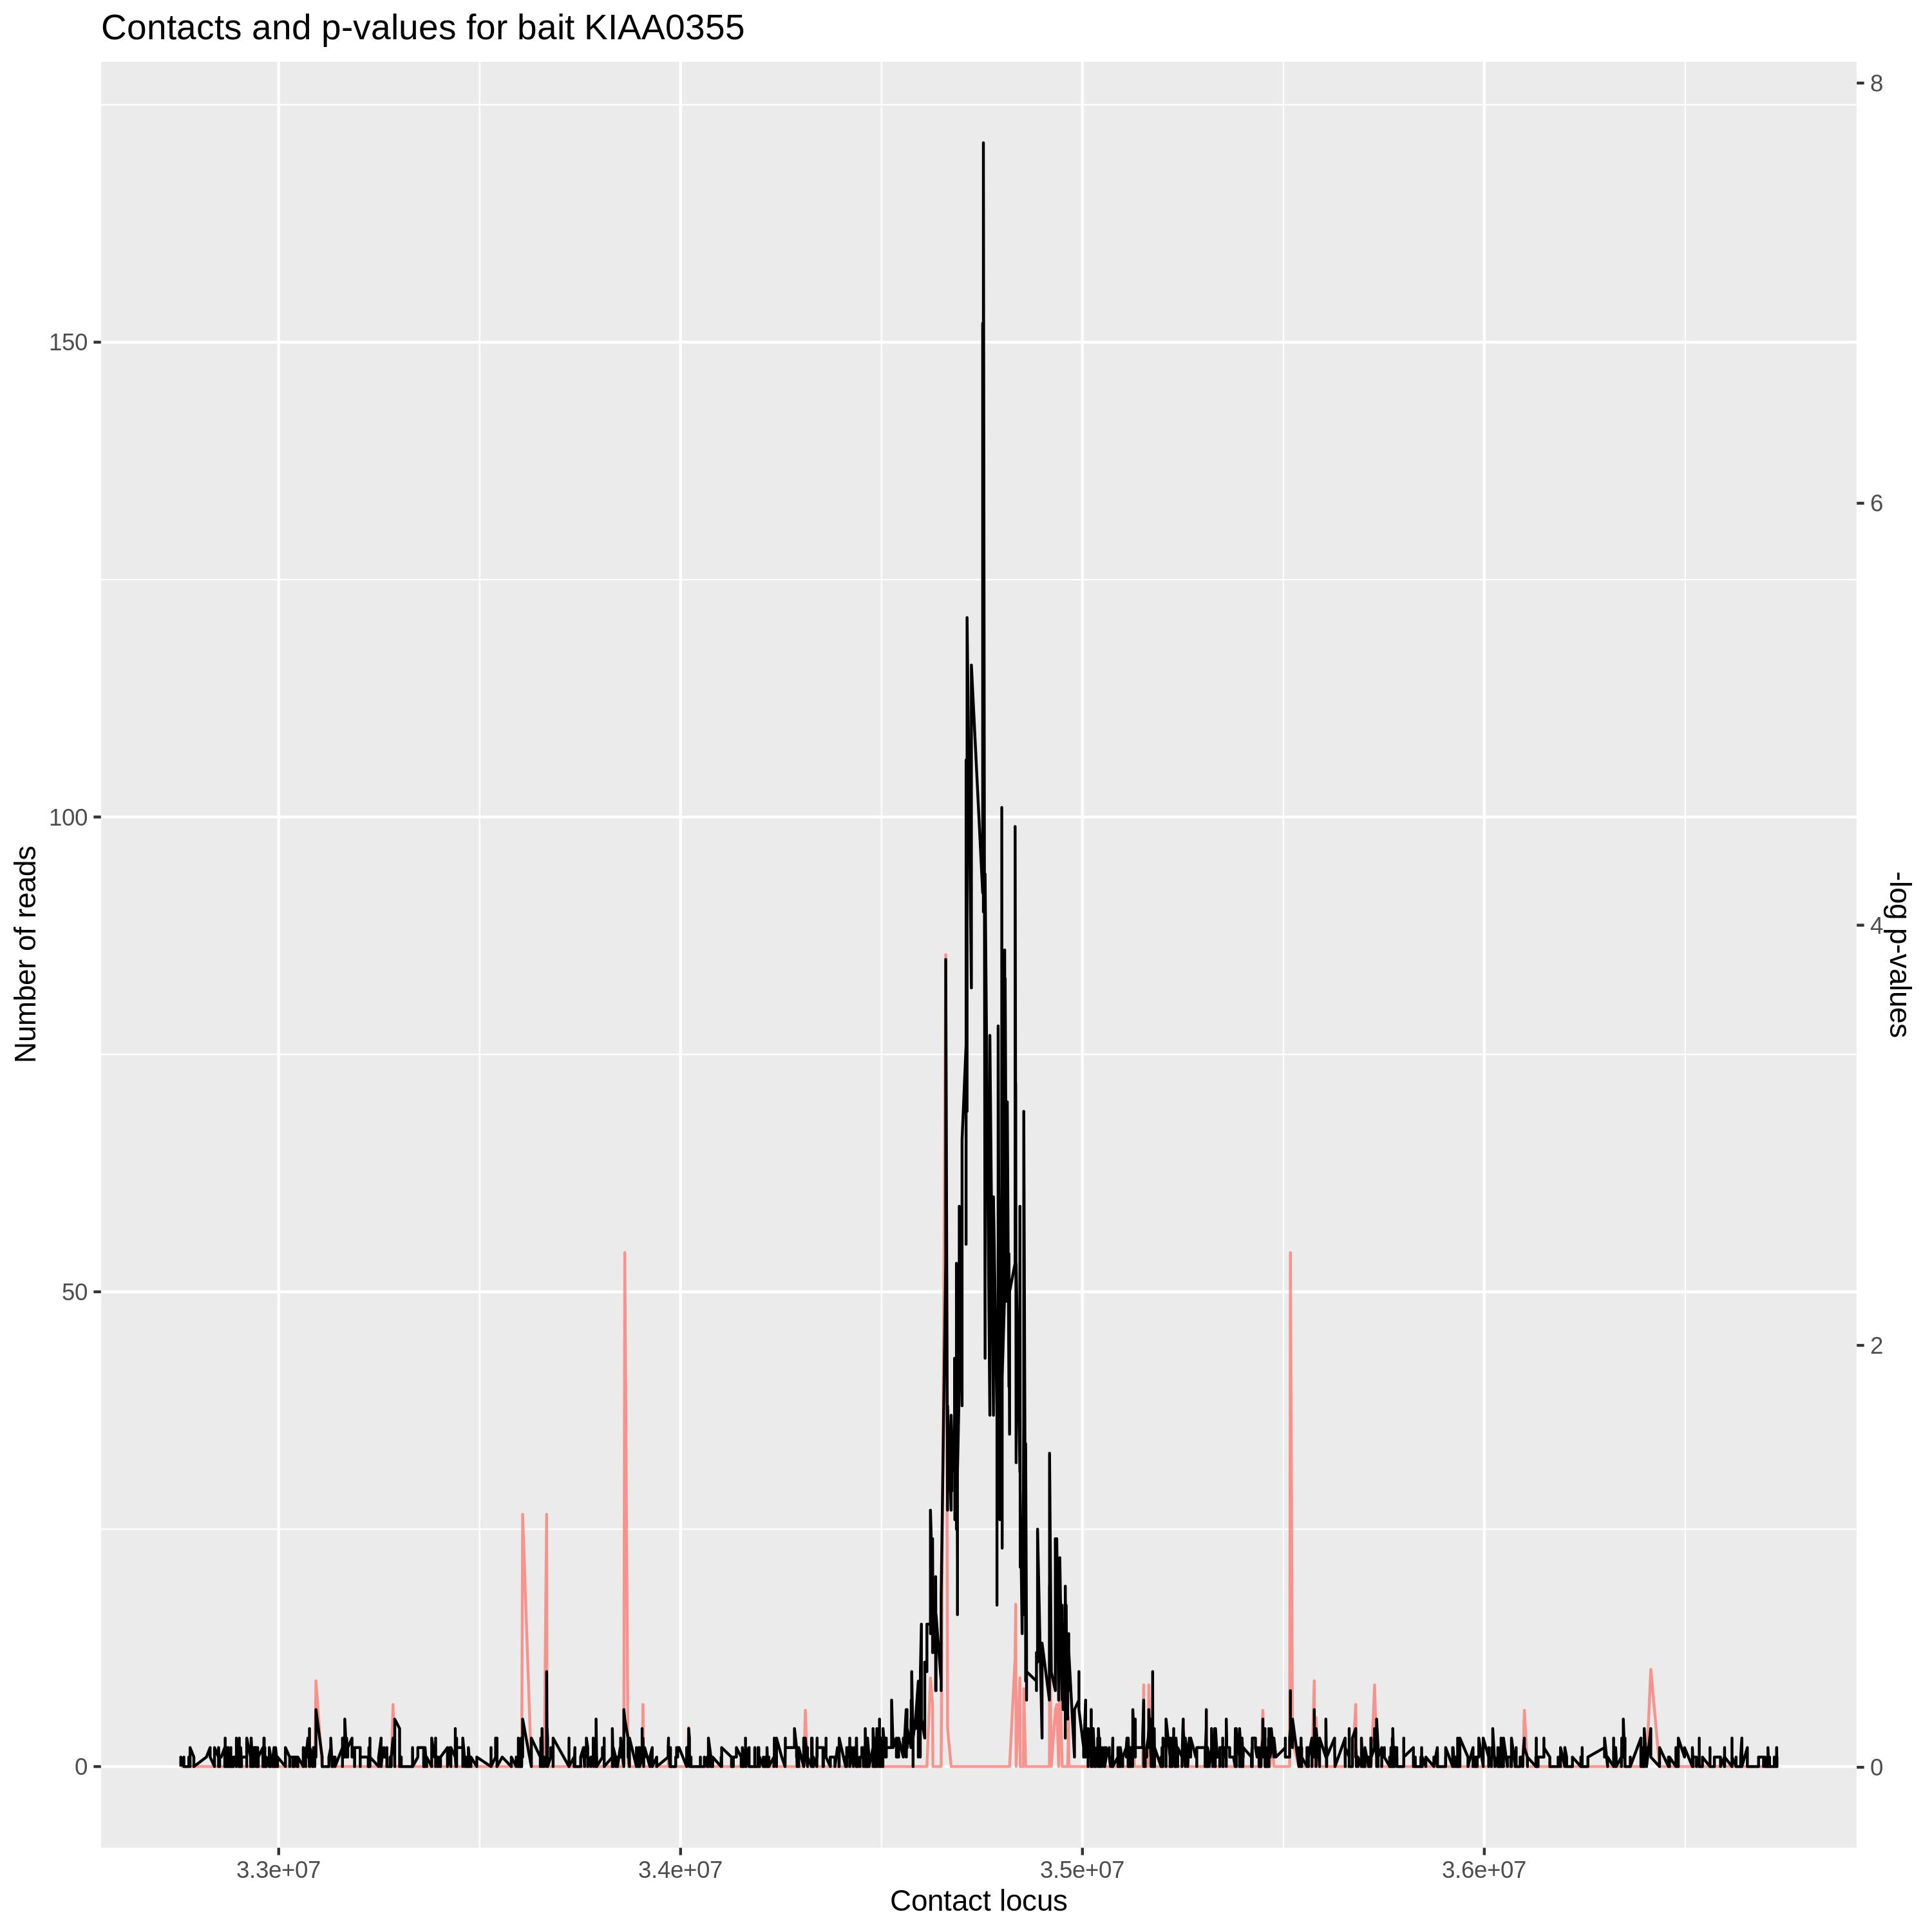 Contacts and p-values for bait KIAA0355
8
150
6
100
4
50
2
0
0
Number of reads
-log p-values
3.3e+07
3.4e+07
3.5e+07
3.6e+07
Contact locus